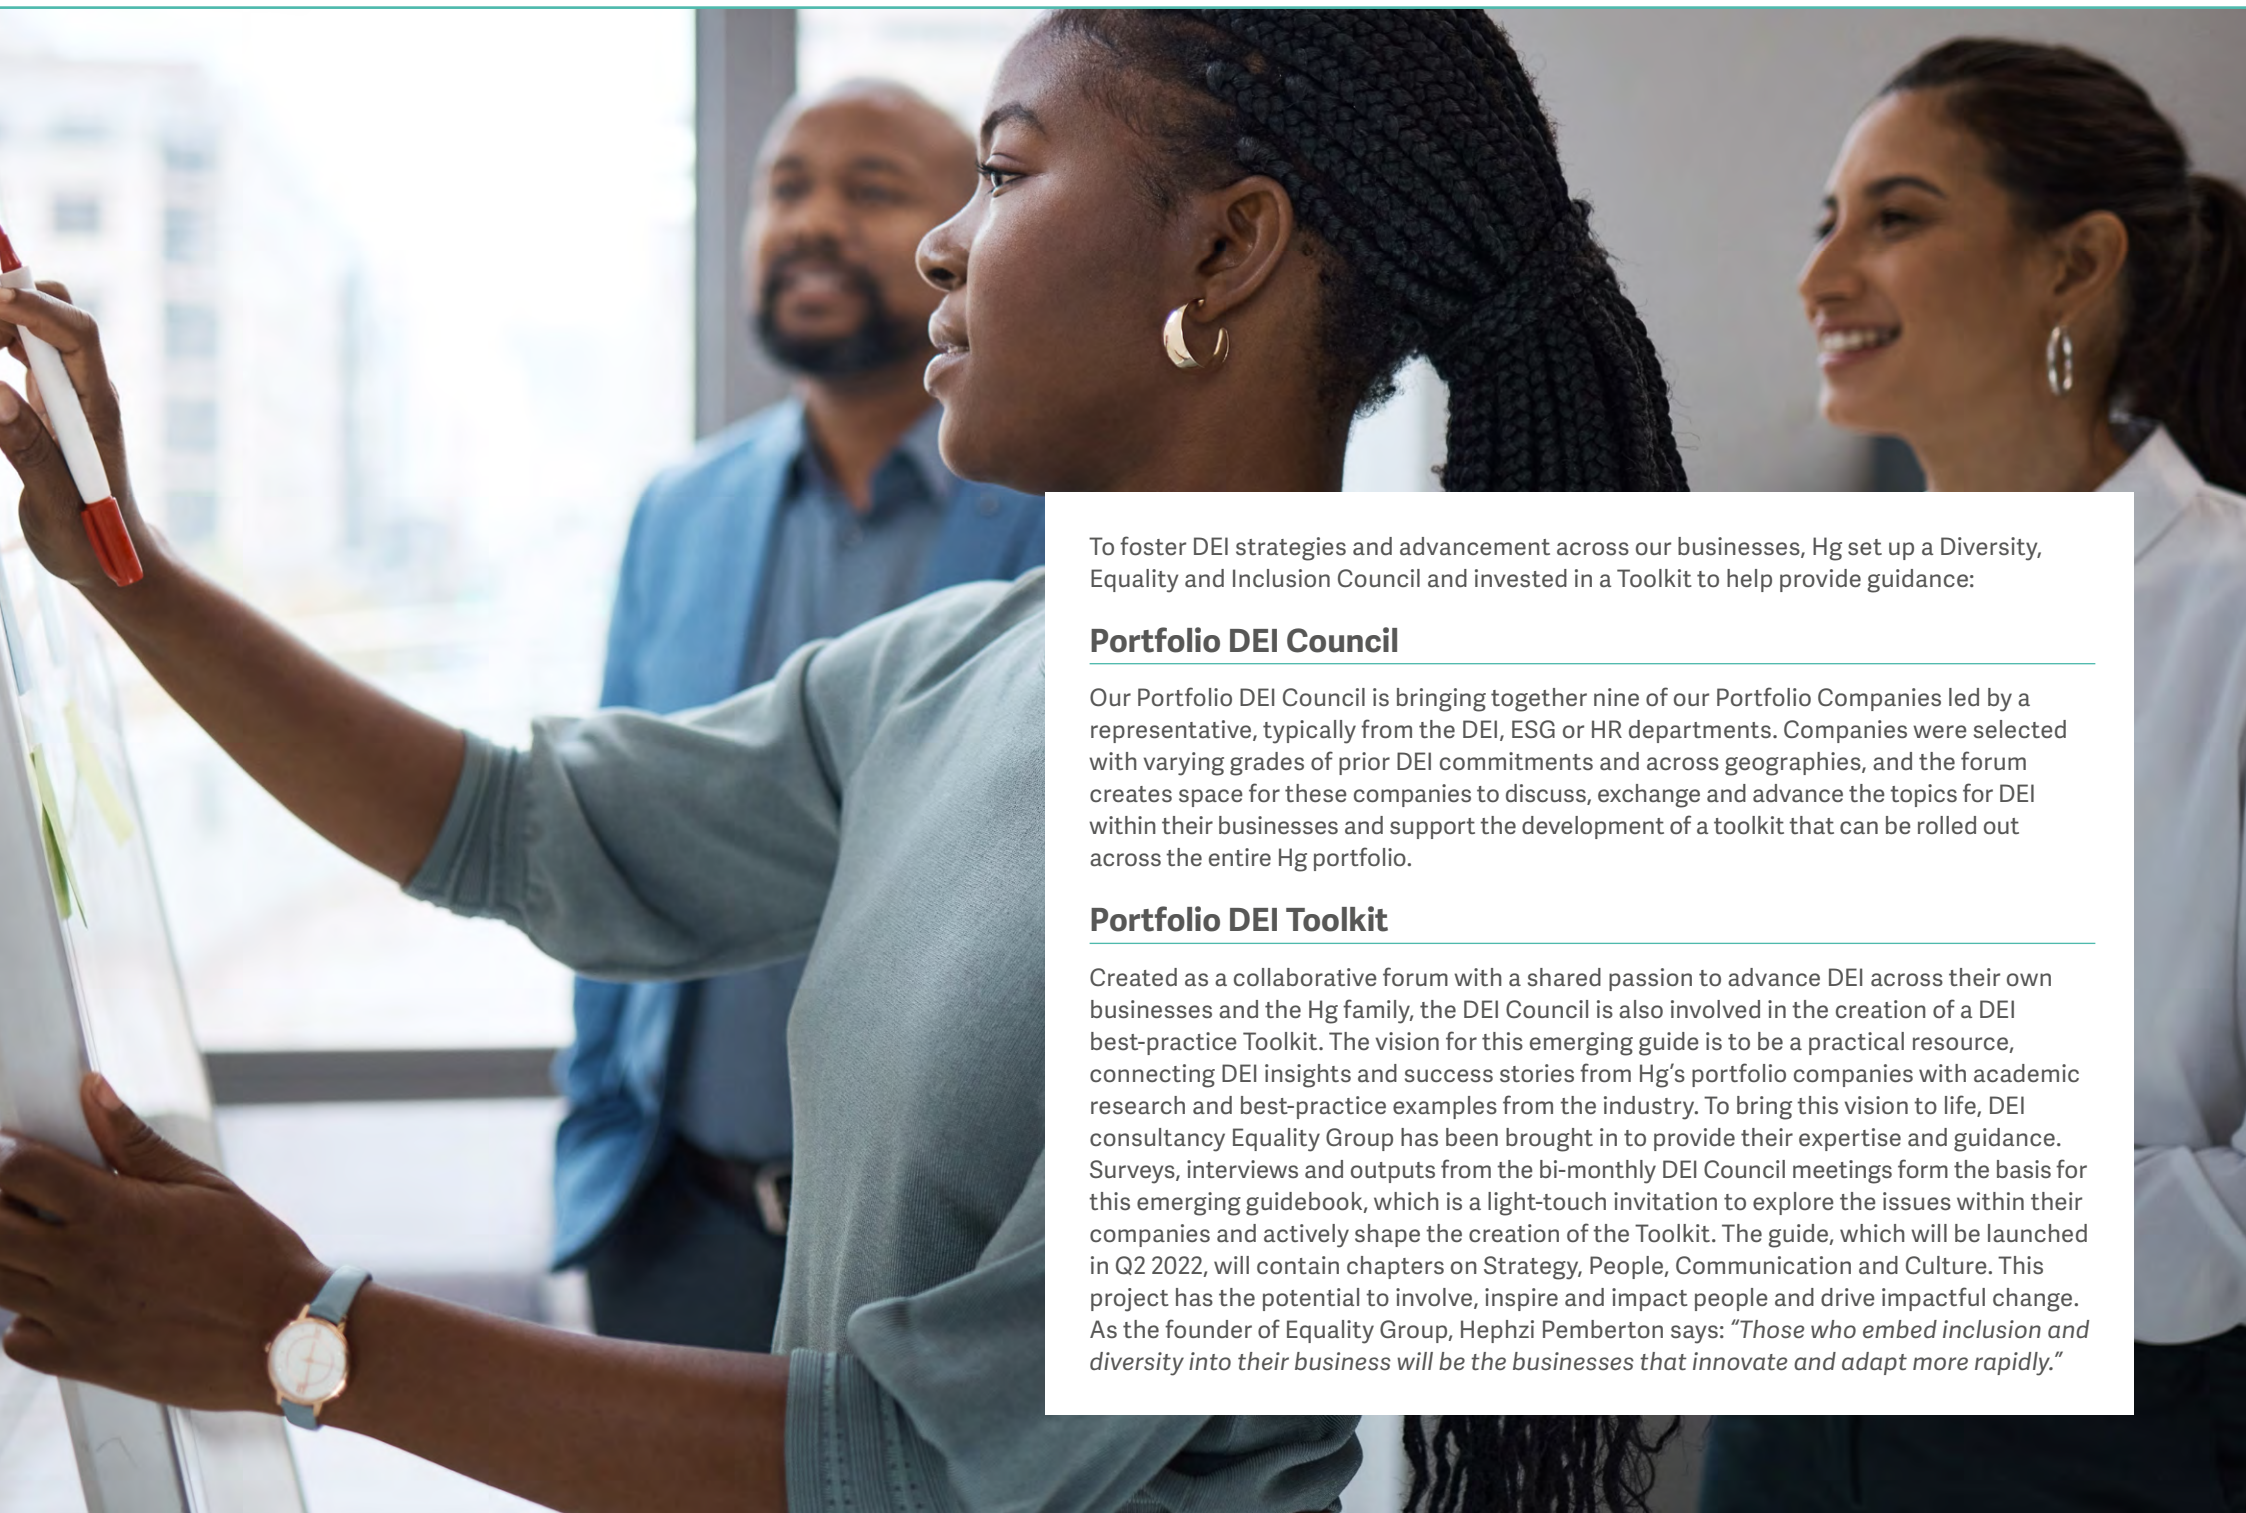 To foster DEI strategies and advancement across our businesses, Hg set up a Diversity,
Equality and Inclusion Council and invested in a Toolkit to help provide guidance:
Portfolio DEI Council
Our Portfolio DEI Council is bringing together nine of our Portfolio Companies led by a
representative, typically from the DEI, ESG or HR departments. Companies were selected
with varying grades of prior DEI commitments and across geographies, and the forum
creates space for these companies to discuss, exchange and advance the topics for DEI
within their businesses and support the development of a toolkit that can be rolled out
across the entire Hg portfolio.
Portfolio DEI Toolkit
Created as a collaborative forum with a shared passion to advance DEI across their own
businesses and the Hg family, the DEI Council is also involved in the creation of a DEI
best-practice Toolkit. The vision for this emerging guide is to be a practical resource,
connecting DEI insights and success stories from Hg’s portfolio companies with academic
research and best-practice examples from the industry. To bring this vision to life, DEI
consultancy Equality Group has been brought in to provide their expertise and guidance.
Surveys, interviews and outputs from the bi-monthly DEI Council meetings form the basis for
this emerging guidebook, which is a light-touch invitation to explore the issues within their
companies and actively shape the creation of the Toolkit. The guide, which will be launched
in Q2 2022, will contain chapters on Strategy, People, Communication and Culture. This
project has the potential to involve, inspire and impact people and drive impactful change.
As the founder of Equality Group, Hephzi Pemberton says: “Those who embed inclusion and
diversity into their business will be the businesses that innovate and adapt more rapidly.”